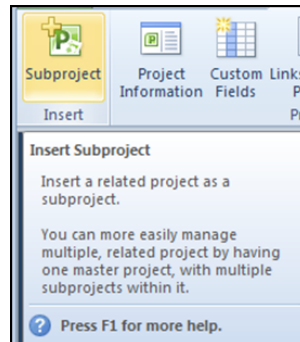 Subproject Project Information Custom Fields Links
Insert
Insert Subproject
Insert a related project as a
subproject.
You can more easily manage
multiple, related project by having
one master project, with multiple
subprojects within it.
Press F1 for more help.